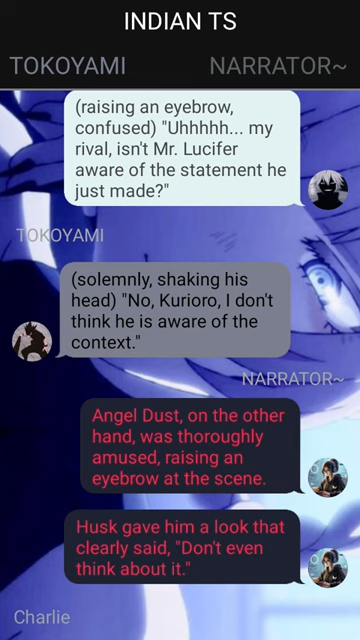 INDIAN TS
TOKOYAMI NARRATOR~
(raising an eyebrow,
confused) "Uhhhhh... my
rival, isn't Mr. Lucifer
aware of the statement he
just made?"
TOKOYAMI
(solemnly, shaking his
head) "No, Kurioro, I don't
think he is aware of the
context."
NARRATOR~
Angel Dust, on the other
hand, was thoroughly
amused, raising an
eyebrow at the scene.
Husk gave him a look that
clearly said, "Don't even
think about it."
Charlie